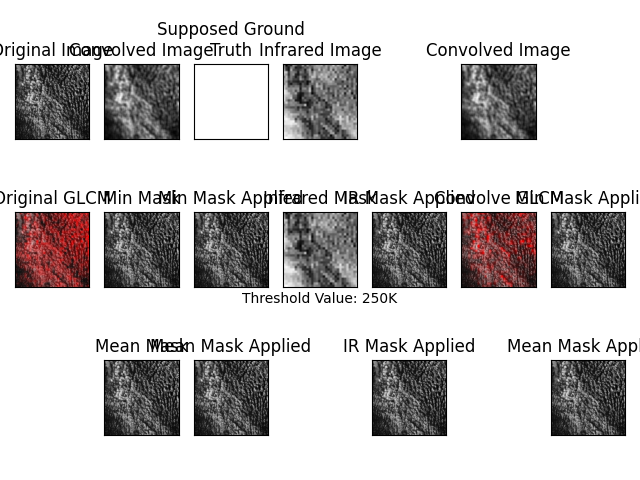 Supposed Ground
Original Image
Convolved Image
Truth
Infrared Image
Convolved Image
Original GLCM
Min Mask
Min Mask Applied
Infrared Mask
IR Mask Applied
Convolve GLCM
Min Mask Appli
Threshold Value: 250K
Mean Mask
Mean Mask Applied
IR Mask Applied
Mean Mask Appl